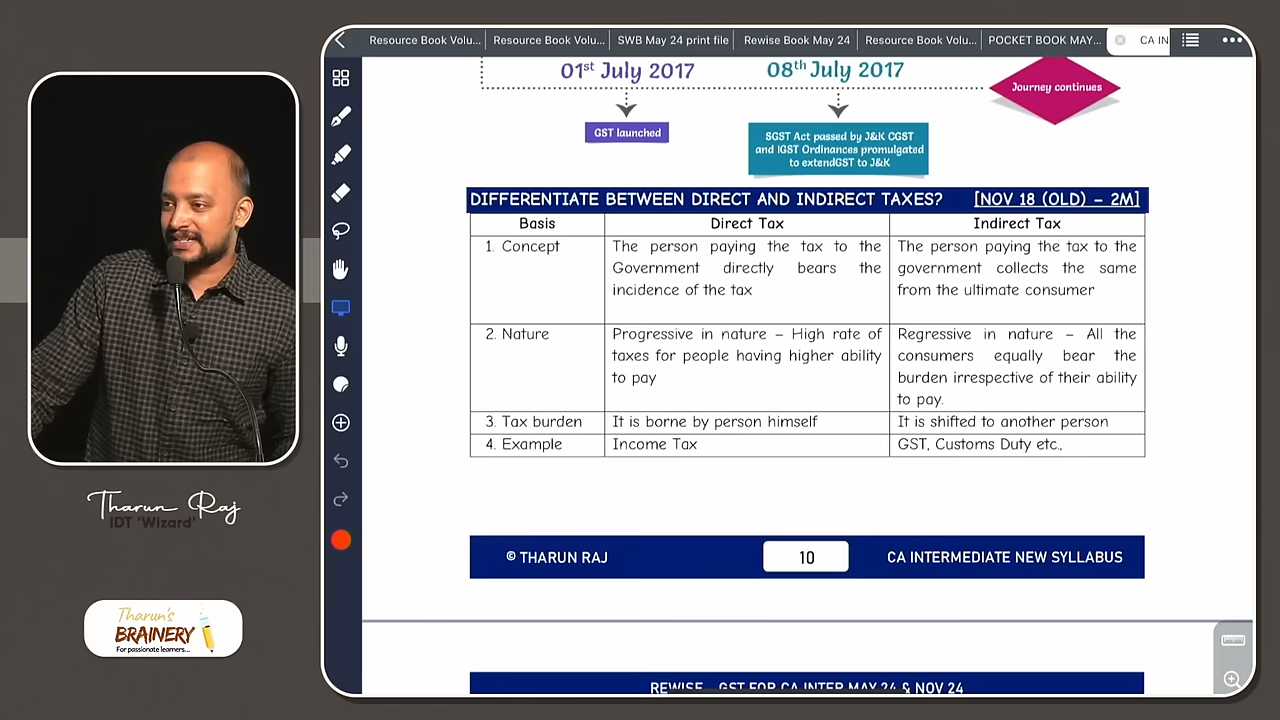 Resource Book Volu...
Resource Book Volu...
SWB May 24 print file
Rewise Book May 24
Resource Book Volu...
POCKET BOOK MAY...
CA IN
01st July 2017
08th July 2017
Journey continues
GST launched
SGST Act passed by J&K CGST
and IGST Ordinances promulgated
to extendGST to J&K
DIFFERENTIATE BETWEEN DIRECT AND INDIRECT TAXES? [NOV 18 (OLD) – 2M]
Basis
Direct Tax
Indirect Tax
1. Concept
The person paying the tax to the
Government directly bears the
incidence of the tax
The person paying the tax to the
government collects the same
from the ultimate consumer
2. Nature
Progressive in nature – High rate of
taxes for people having higher ability
to pay
Regressive in nature – All the
consumers equally bear the
burden irrespective of their ability
to pay.
3. Tax burden
It is borne by person himself
It is shifted to another person
4. Example
Income Tax
GST, Customs Duty etc.,
© THARUN RAJ
10
CA INTERMEDIATE NEW SYLLABUS
REWISE – GST FOR CA INTER MAY 24 & NOV 24
Tharun Raj
IDT 'Wizard'
Tharun's
BRAINERY
For passionate learners...